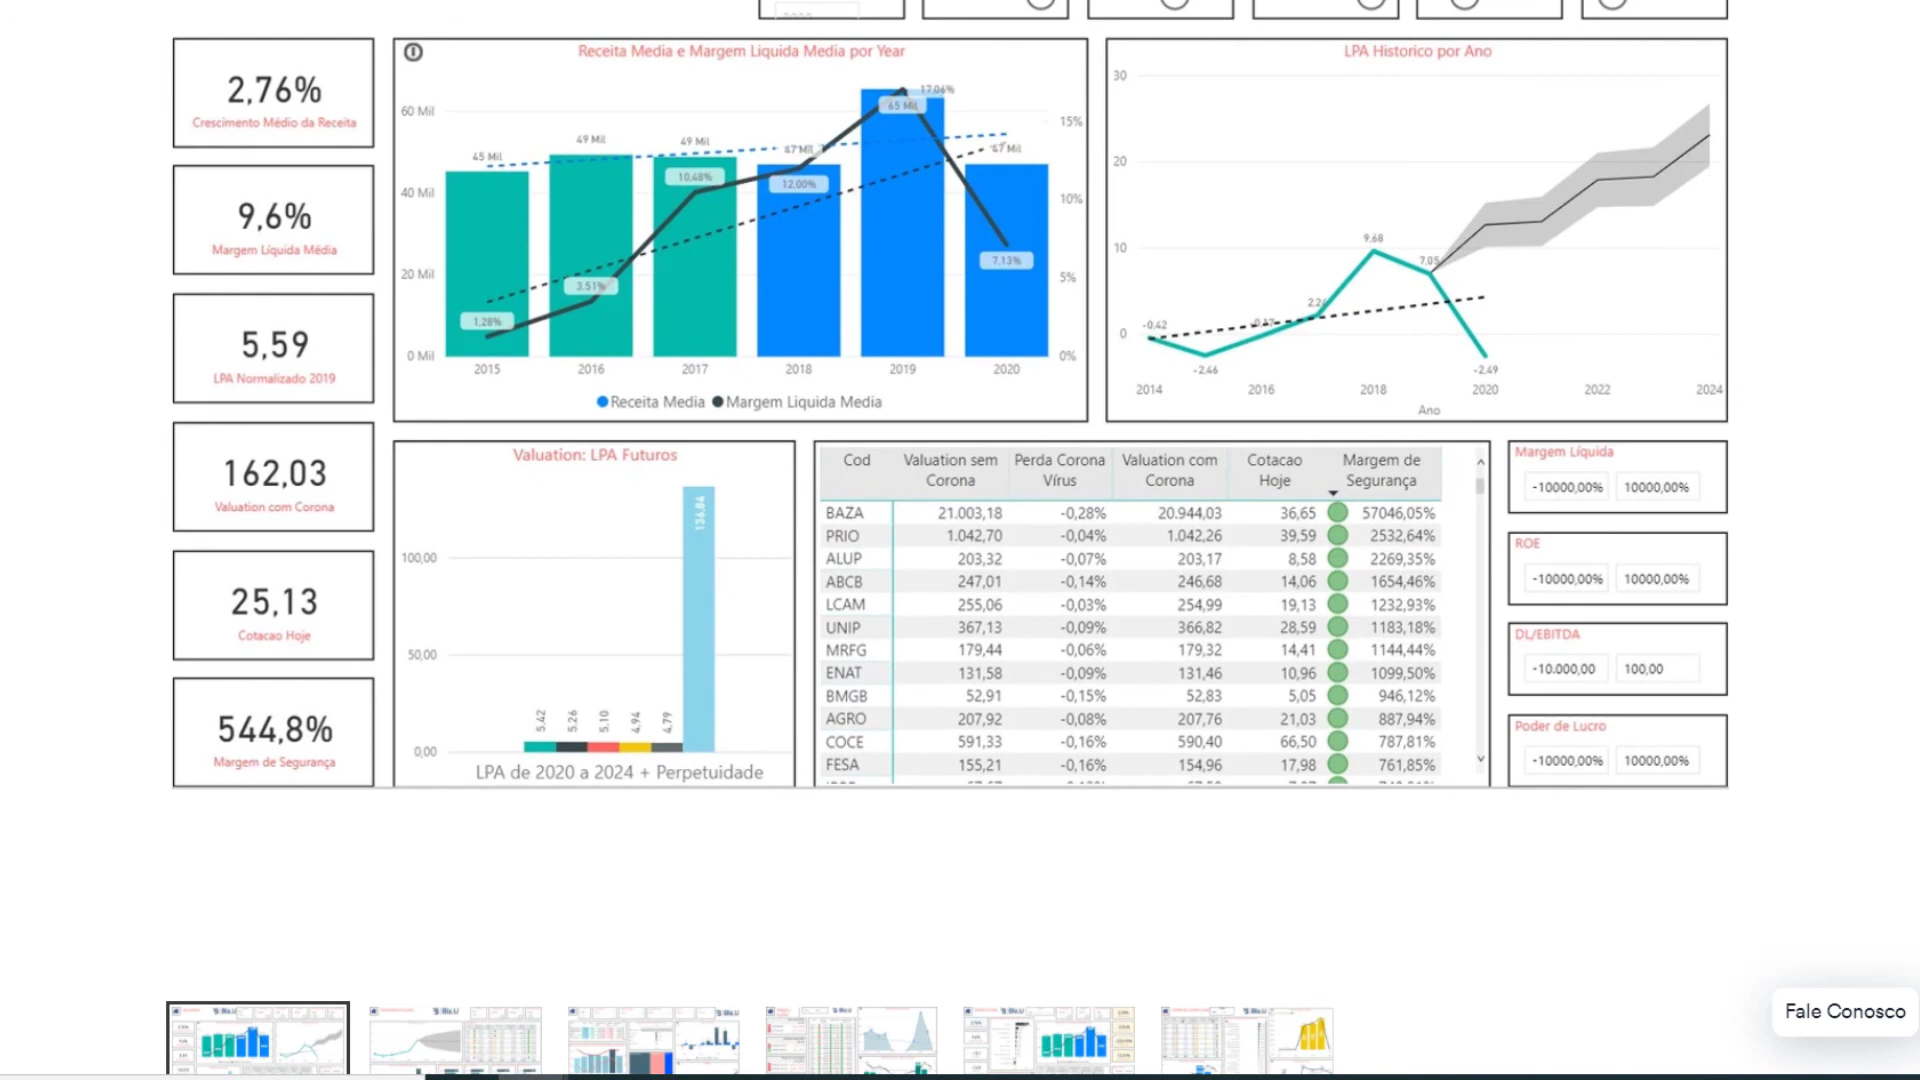 2,76%
Crescimento Médio da Receita
9,6%
Margem Líquida Média
5,59
LPA Normalizado 2019
162,03
Valuation com Corona
25,13
Cotacao Hoje
544,8%
Margem de Segurança
Receita Media e Margem Liquida Media por Year
60 Mil
40 Mil
20 Mil
0 Mil
45 Mil
49 Mil
49 Mil
47 Mil
65 Mil
47 Mil
17,06%
10,48%
12,00%
3,51%
1,28%
7,13%
15%
10%
5%
0%
2015 2016 2017 2018 2019 2020
Receita Media Margem Liquida Media
LPA Historico por Ano
30
20
10
0
9,68
7,05
-0,42
-0,17
-2,46
-2,49
2014 2016 2018 2020 2022 2024
Ano
Valuation: LPA Futuros
100,00
50,00
0,00
5,42
5,26
5,10
4,94
4,79
136,84
LPA de 2020 a 2024 + Perpetuidade
Cod Valuation sem Corona Perda Corona Vírus Valuation com Corona Cotacao Hoje Margem de Segurança
BAZA 21.003,18 -0,28% 20.944,03 36,65 57046,05%
PRIO 1.042,70 -0,04% 1.042,26 39,59 2532,64%
ALUP 203,32 -0,07% 203,17 8,58 2269,35%
ABCB 247,01 -0,14% 246,68 14,06 1654,46%
LCAM 255,06 -0,03% 254,99 19,13 1232,93%
UNIP 367,13 -0,09% 366,82 28,59 1183,18%
MRFG 179,44 -0,06% 179,32 14,41 1144,44%
ENAT 131,58 -0,09% 131,46 10,96 1099,50%
BMGB 52,91 -0,15% 52,83 5,05 946,12%
AGRO 207,92 -0,08% 207,76 21,03 887,94%
COCE 591,33 -0,16% 590,40 66,50 787,81%
FESA 155,21 -0,16% 154,96 17,98 761,85%
Margem Líquida
-10000,00% 10000,00%
ROE
-10000,00% 10000,00%
DL/EBITDA
-10.000,00 100,00
Poder de Lucro
-10000,00% 10000,00%
Fale Conosco